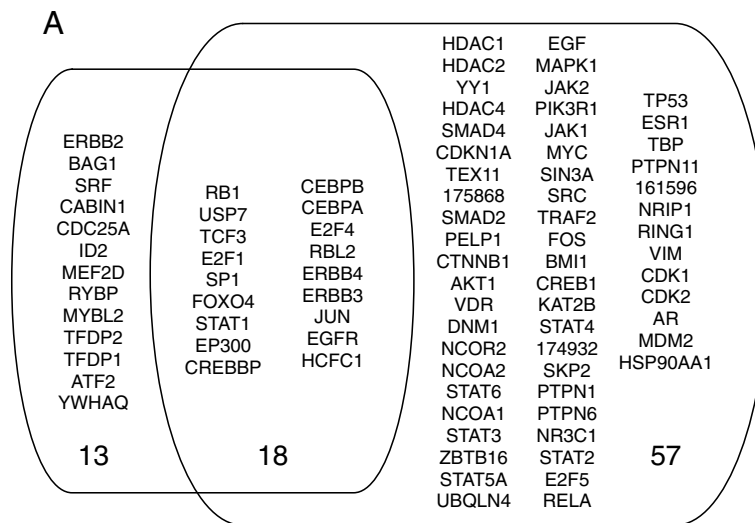 A
ERBB2
BAG1
SRF
CABIN1
CDC25A
ID2
MEF2D
RYBP
MYBL2
TFDP2
TFDP1
ATF2
YWHAQ
13
RB1
USP7
TCF3
E2F1
SP1
FOXO4
STAT1
EP300
CREBBP
CEBPB
CEBPA
E2F4
RBL2
ERBB4
ERBB3
JUN
EGFR
HCFC1
18
HDAC1
HDAC2
YY1
HDAC4
SMAD4
CDKN1A
TEX11
175868
SMAD2
PELP1
CTNNB1
AKT1
VDR
DNM1
NCOR2
NCOA2
STAT6
NCOA1
STAT3
ZBTB16
STAT5A
UBQLN4
EGF
MAPK1
JAK2
PIK3R1
JAK1
MYC
SIN3A
SRC
TRAF2
FOS
BMI1
CREB1
KAT2B
STAT4
174932
SKP2
PTPN1
PTPN6
NR3C1
STAT2
E2F5
RELA
TP53
ESR1
TBP
PTPN11
161596
NRIP1
RING1
VIM
CDK1
CDK2
AR
MDM2
HSP90AA1
57